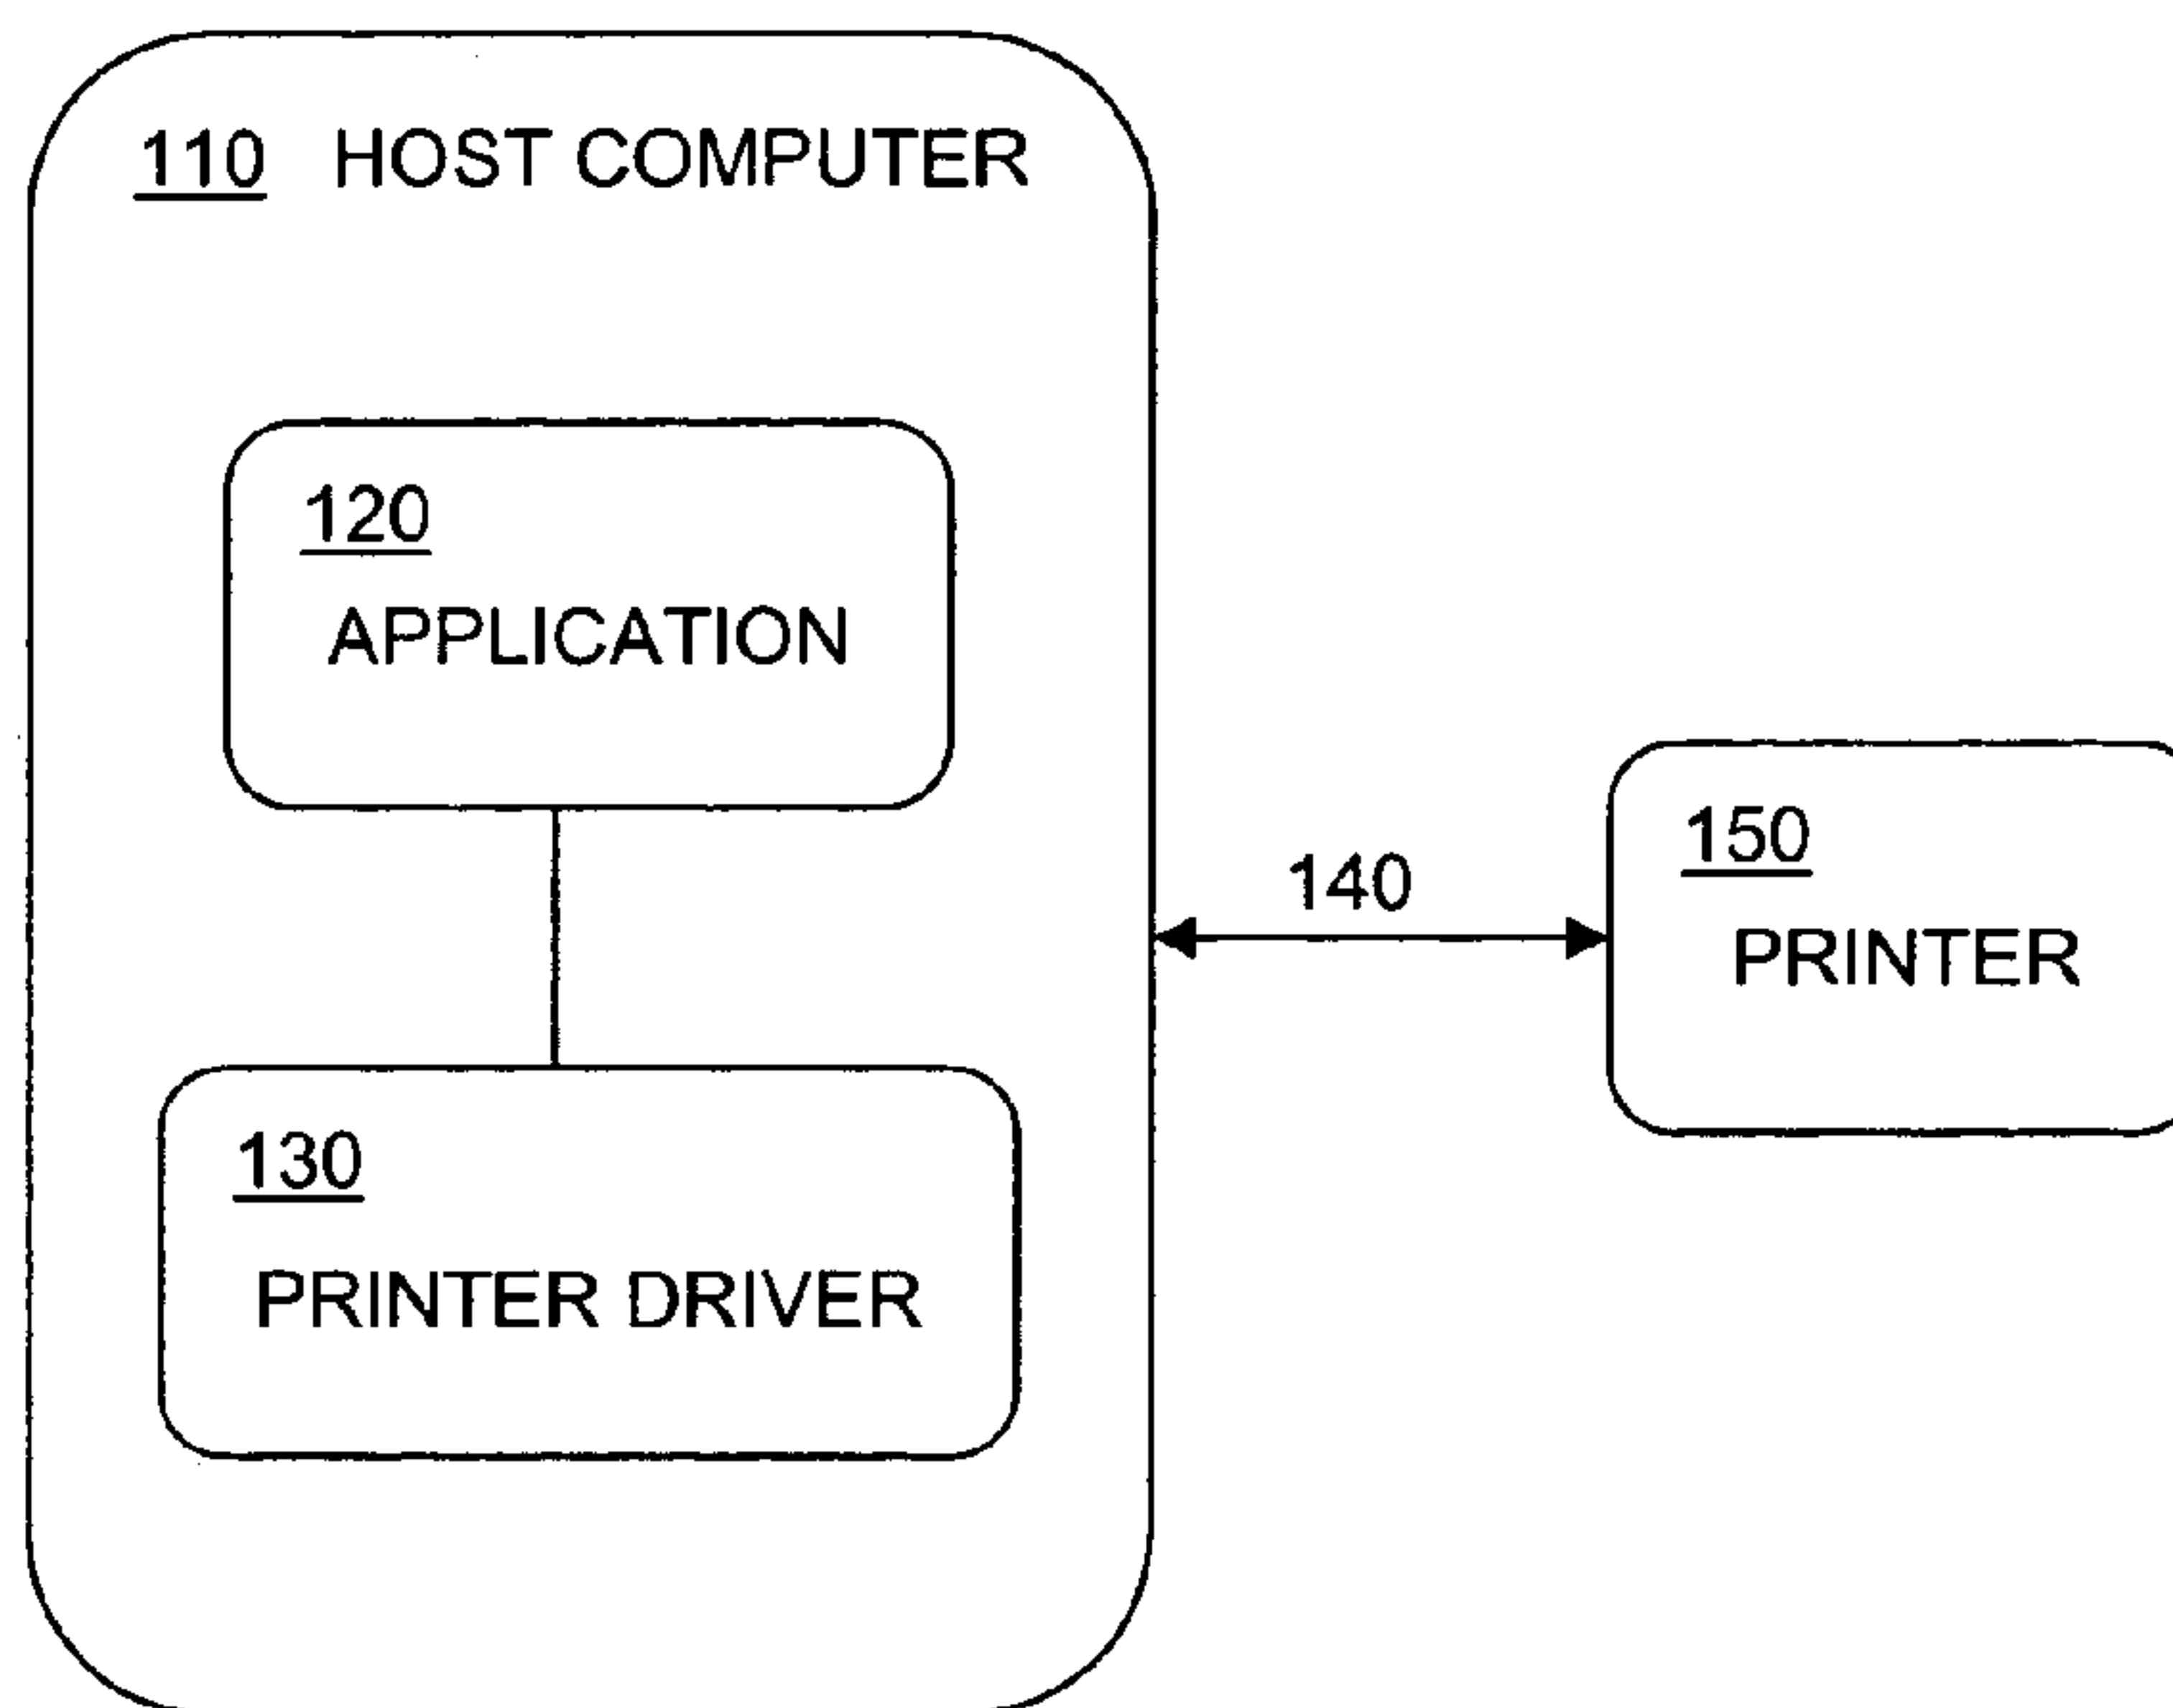 110 HOST COMPUTER
120
APPLICATION
130
PRINTER DRIVER
140
150
PRINTER